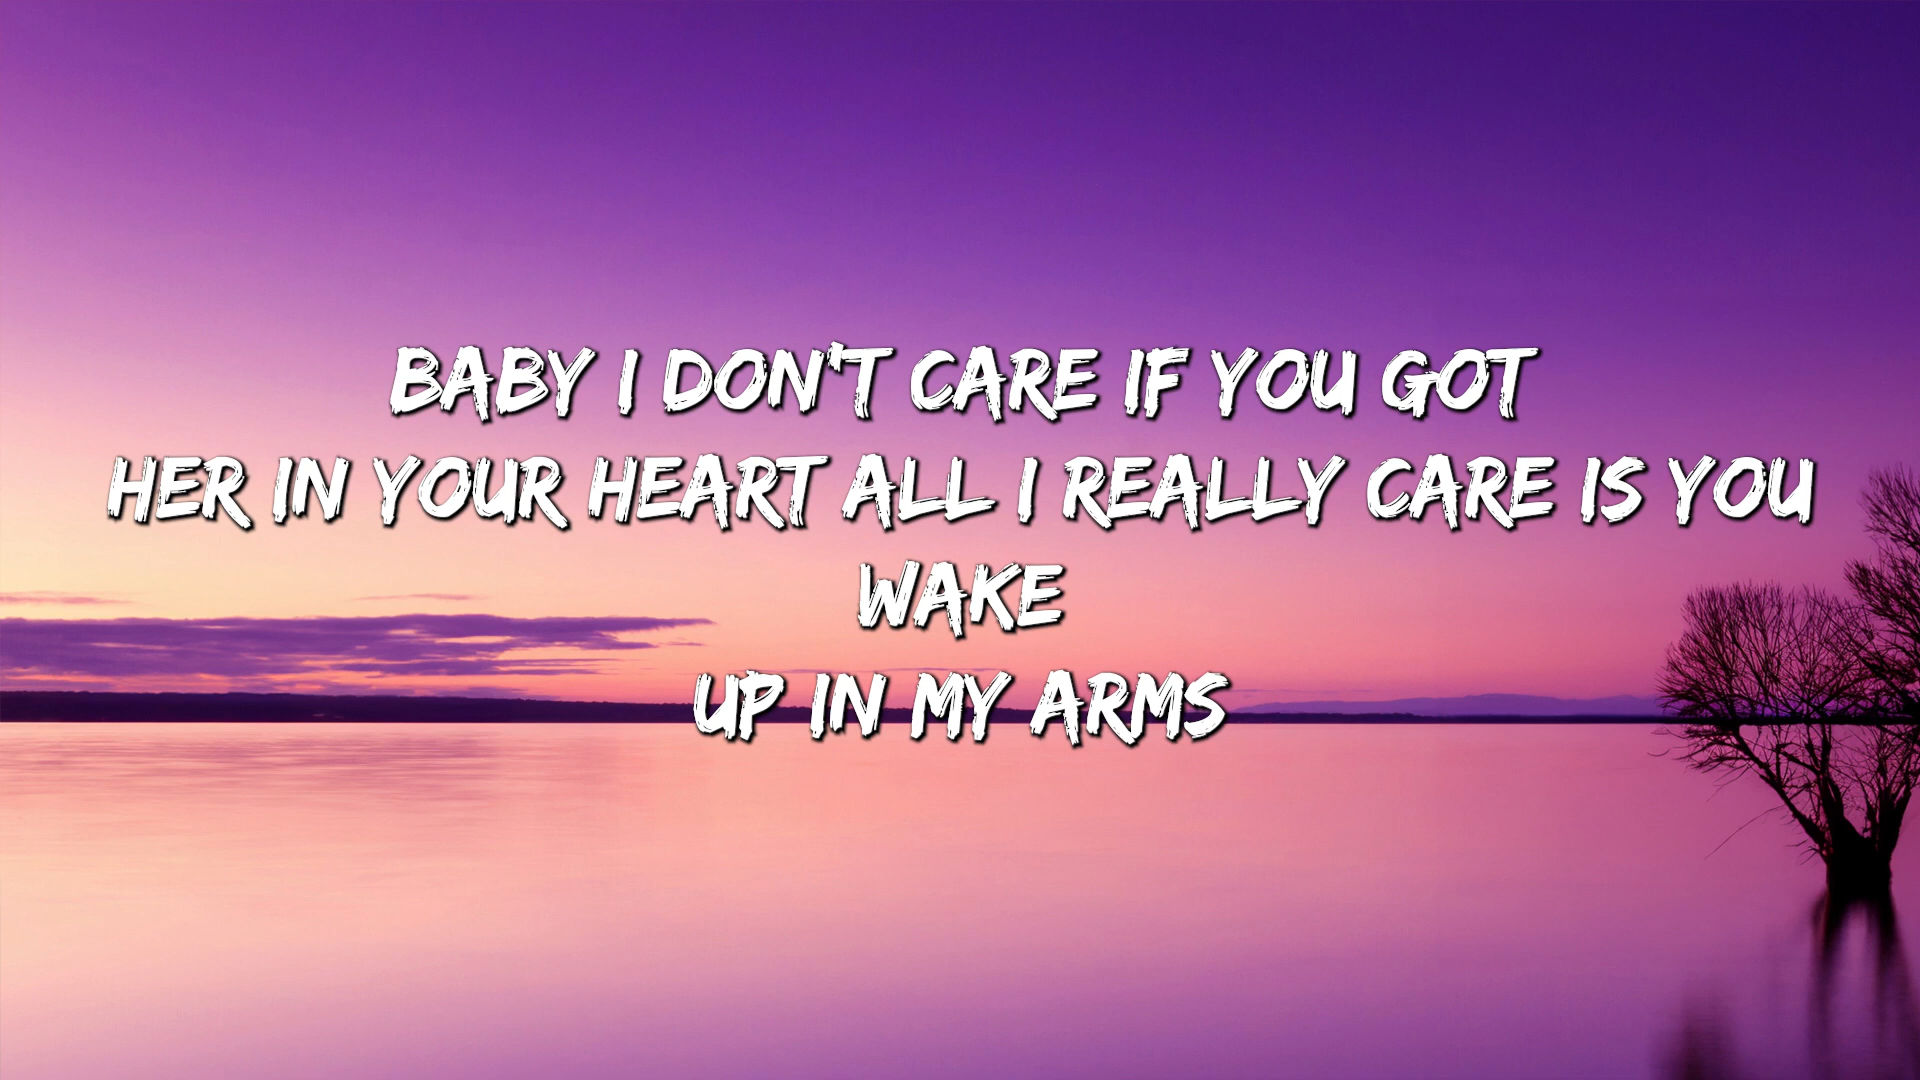 BABY I DON'T CARE IF YOU GOT
HER IN YOUR HEART ALL I REALLY CARE IS YOU
WAKE
UP IN MY ARMS